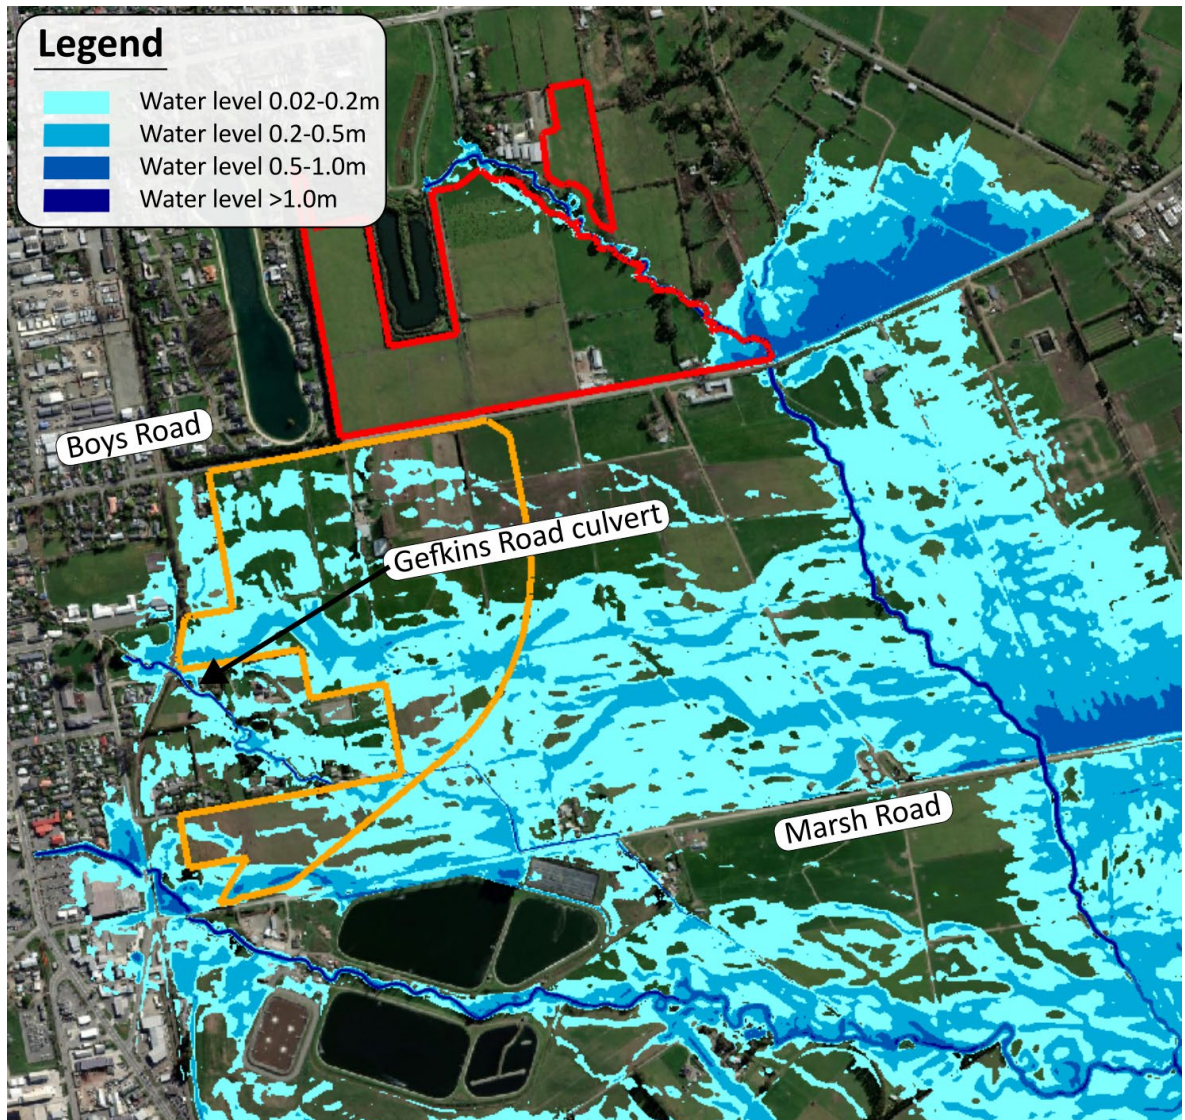 Legend
Water level 0.02-0.2m
Water level 0.2-0.5m
Water level 0.5-1.0m
Water level >1.0m
Boys Road
Gefkins Road culvert
Marsh Road